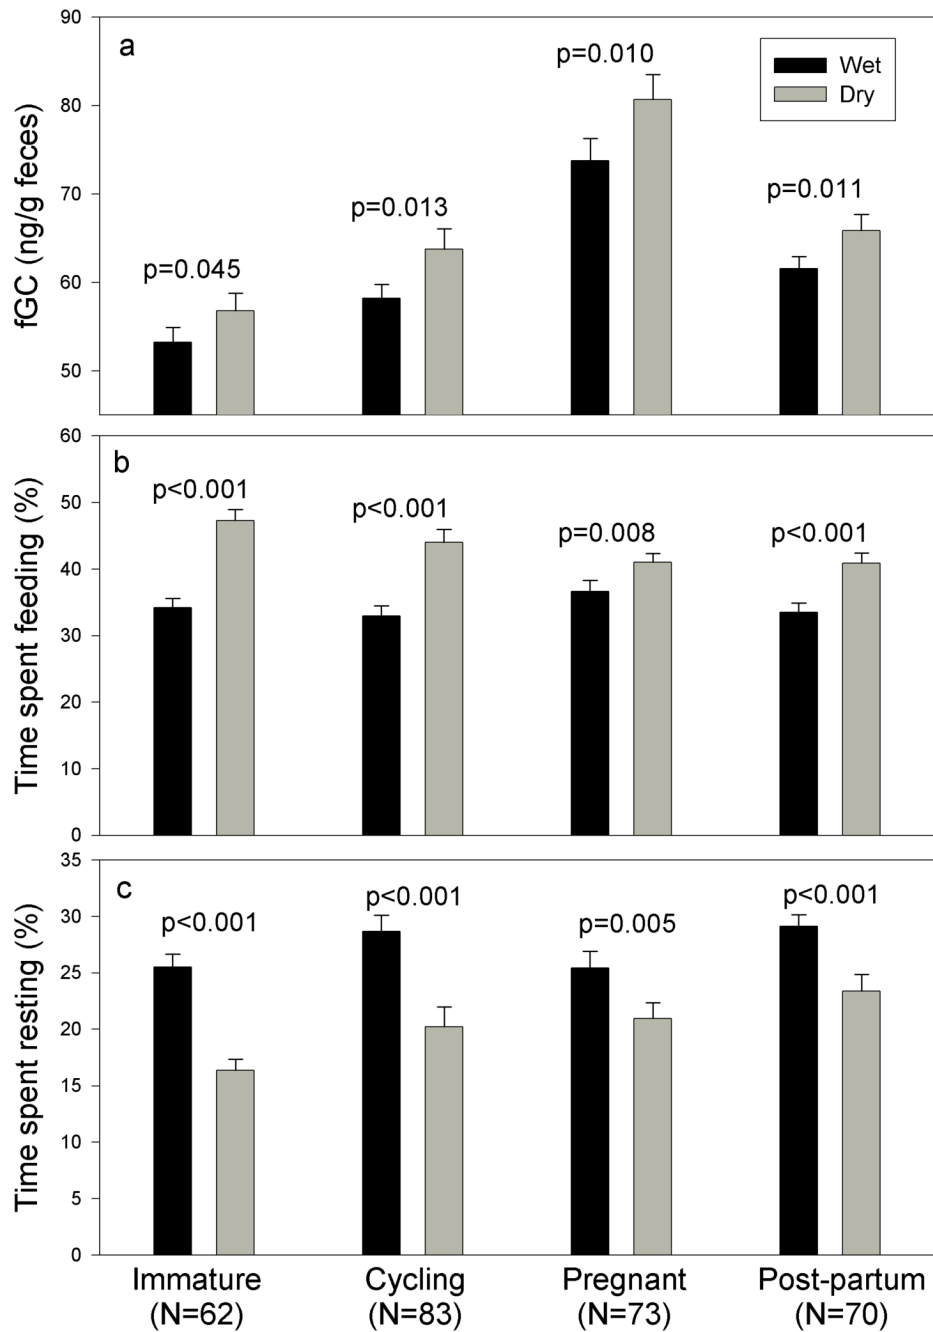 a
fGC (ng/g feces)
90
80
70
60
50
p=0.045
p=0.013
p=0.010
p=0.011
Wet
Dry
b
Time spent feeding (%)
60
50
40
30
20
10
0
p<0.001
p<0.001
p=0.008
p<0.001
c
Time spent resting (%)
35
30
25
20
15
10
5
0
p<0.001
p<0.001
p=0.005
p<0.001
Immature
(N=62)
Cycling
(N=83)
Pregnant
(N=73)
Post-partum
(N=70)